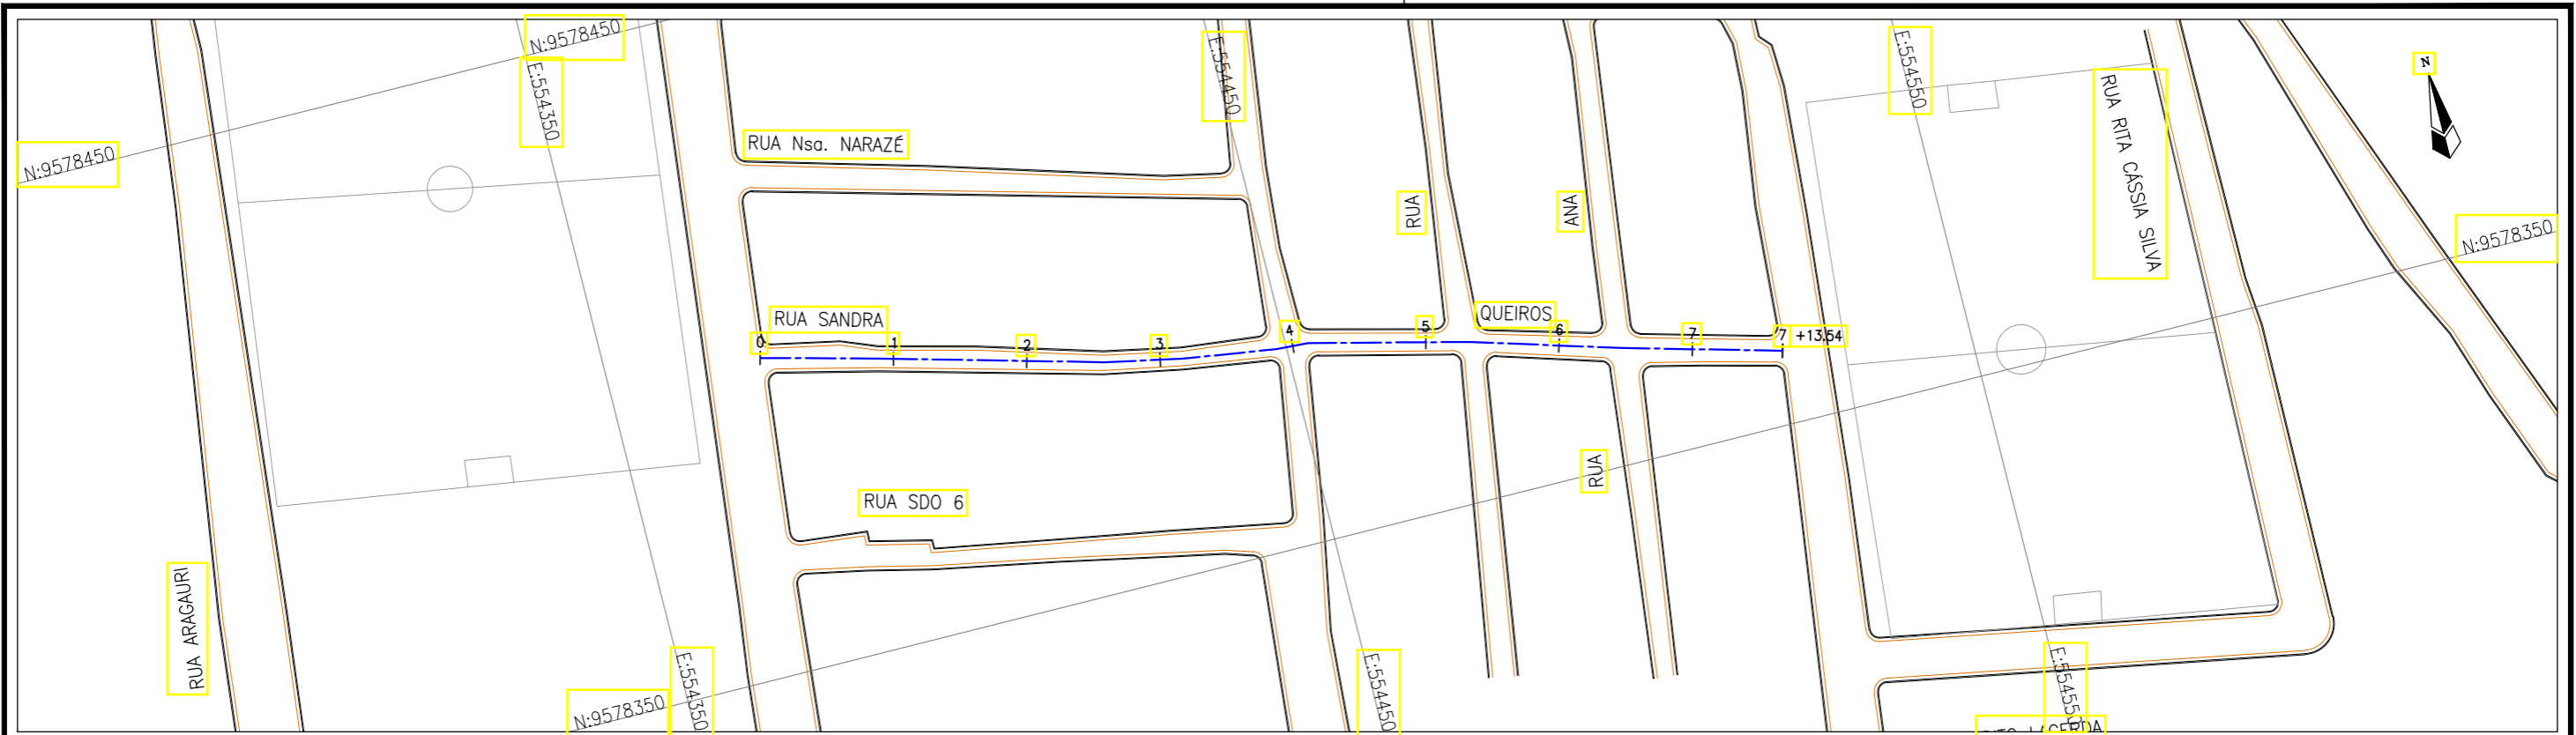 N:9578450
E:554350
E:554450
E:554550
N
N:9578450
RUA Nsa. NARAZÉ
RUA RITA CÁSSIA SILVA
RUA
ANA
N:9578350
RUA SANDRA
QUEIROS
0
1
2
3
4
5
6
7
7 +13.54
RUA
RUA SDO 6
RUA ARAGAURI
E:554350
E:554450
E:554550
N:9578350